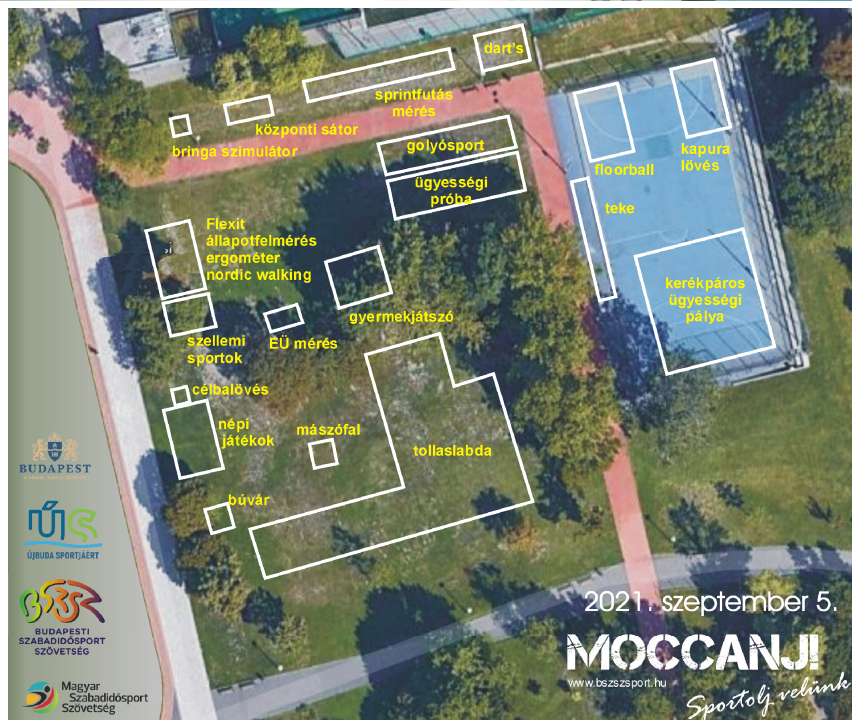 dart's
sprintfutás
mérés
központi sátor
bringa szimulátor
golyósport
ügyességi
próba
floorball
kapura
lövés
teke
Flexit
állapotfelmérés
ergométer
nordic walking
kerékpáros
ügyességi
pálya
gyermekjátszó
szellemi
sportok
EÜ mérés
célbalövés
népi
játékok
mászófal
tollaslabda
búvár
BUDAPEST
ÚJBUDA SPORTJÁÉRT
BSZSZ
BUDAPESTI
SZABADIDŐSPORT
SZÖVETSÉG
Magyar
Szabadidősport
Szövetség
2021. szeptember 5.
MOCCANJ!
www.bszszsport.hu
Sportolj velünk